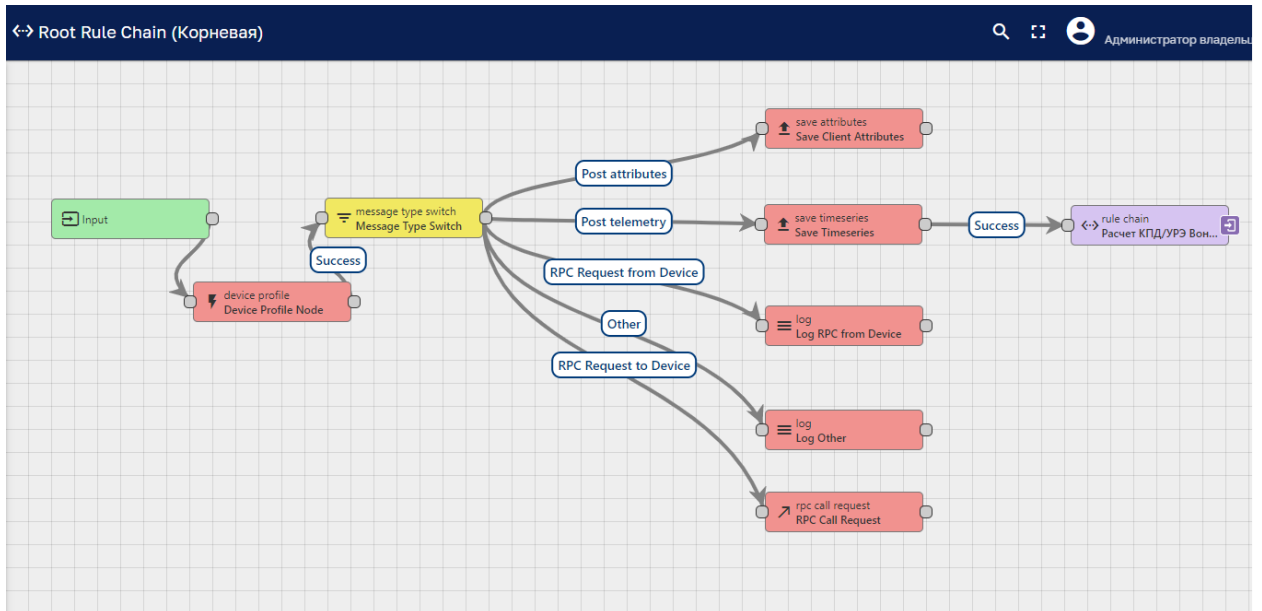 Root Rule Chain (Корневая)
Администратор владельц
save attributes
Save Client Attributes
Post attributes
Input
message type switch
Message Type Switch
Post telemetry
save timeseries
Save Timeseries
Success
rule chain
Расчет КПД/УРЭ Вон...
Success
RPC Request from Device
device profile
Device Profile Node
log
Log RPC from Device
Other
RPC Request to Device
log
Log Other
rpc call request
RPC Call Request